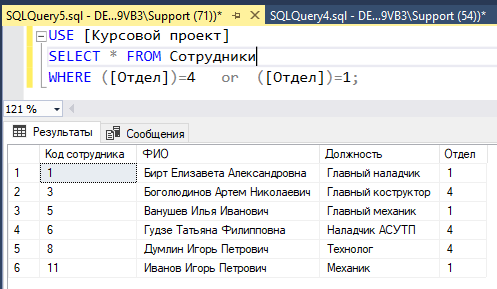 SQLQuery5.sql - DE...9VB3\Support (71))* SQLQuery4.sql - DE...9VB3\Support (54))*
USE [Курсовой проект]
SELECT * FROM Сотрудники
WHERE ([Отдел])=4 or ([Отдел])=1;
121 %
Результаты Сообщения
Код сотрудника ФИО Должность Отдел
1 1 Бирт Елизавета Александровна Главный наладчик 1
2 3 Боголюдинов Артем Николаевич Главный коструктор 4
3 5 Ванушев Илья Иванович Главный механик 1
4 6 Гудзе Татьяна Филипповна Наладчик АСУТП 4
5 8 Думлин Игорь Петрович Технолог 4
6 11 Иванов Игорь Петрович Механик 1